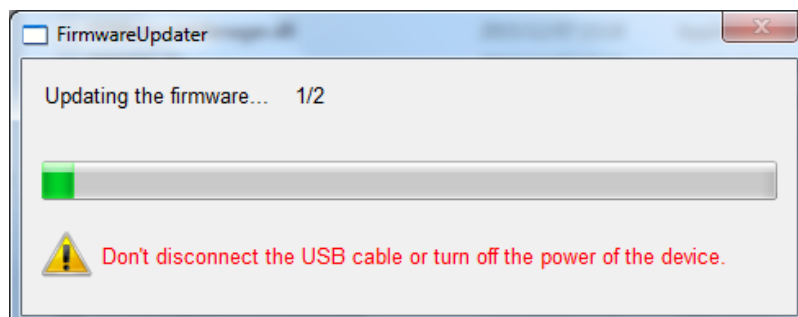 FirmwareUpdater
Updating the firmware... 1/2
Don't disconnect the USB cable or turn off the power of the device.